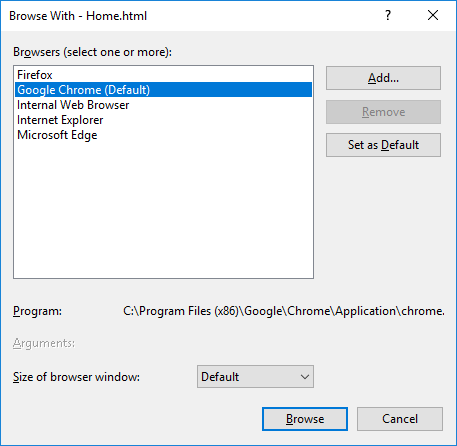 Browse With - Home.html
?
Browsers (select one or more):
Firefox
Google Chrome (Default)
Internal Web Browser
Internet Explorer
Microsoft Edge
Add...
Remove
Set as Default
Program: C:\Program Files (x86)\Google\Chrome\Application\chrome.
Arguments:
Size of browser window: Default
Browse Cancel